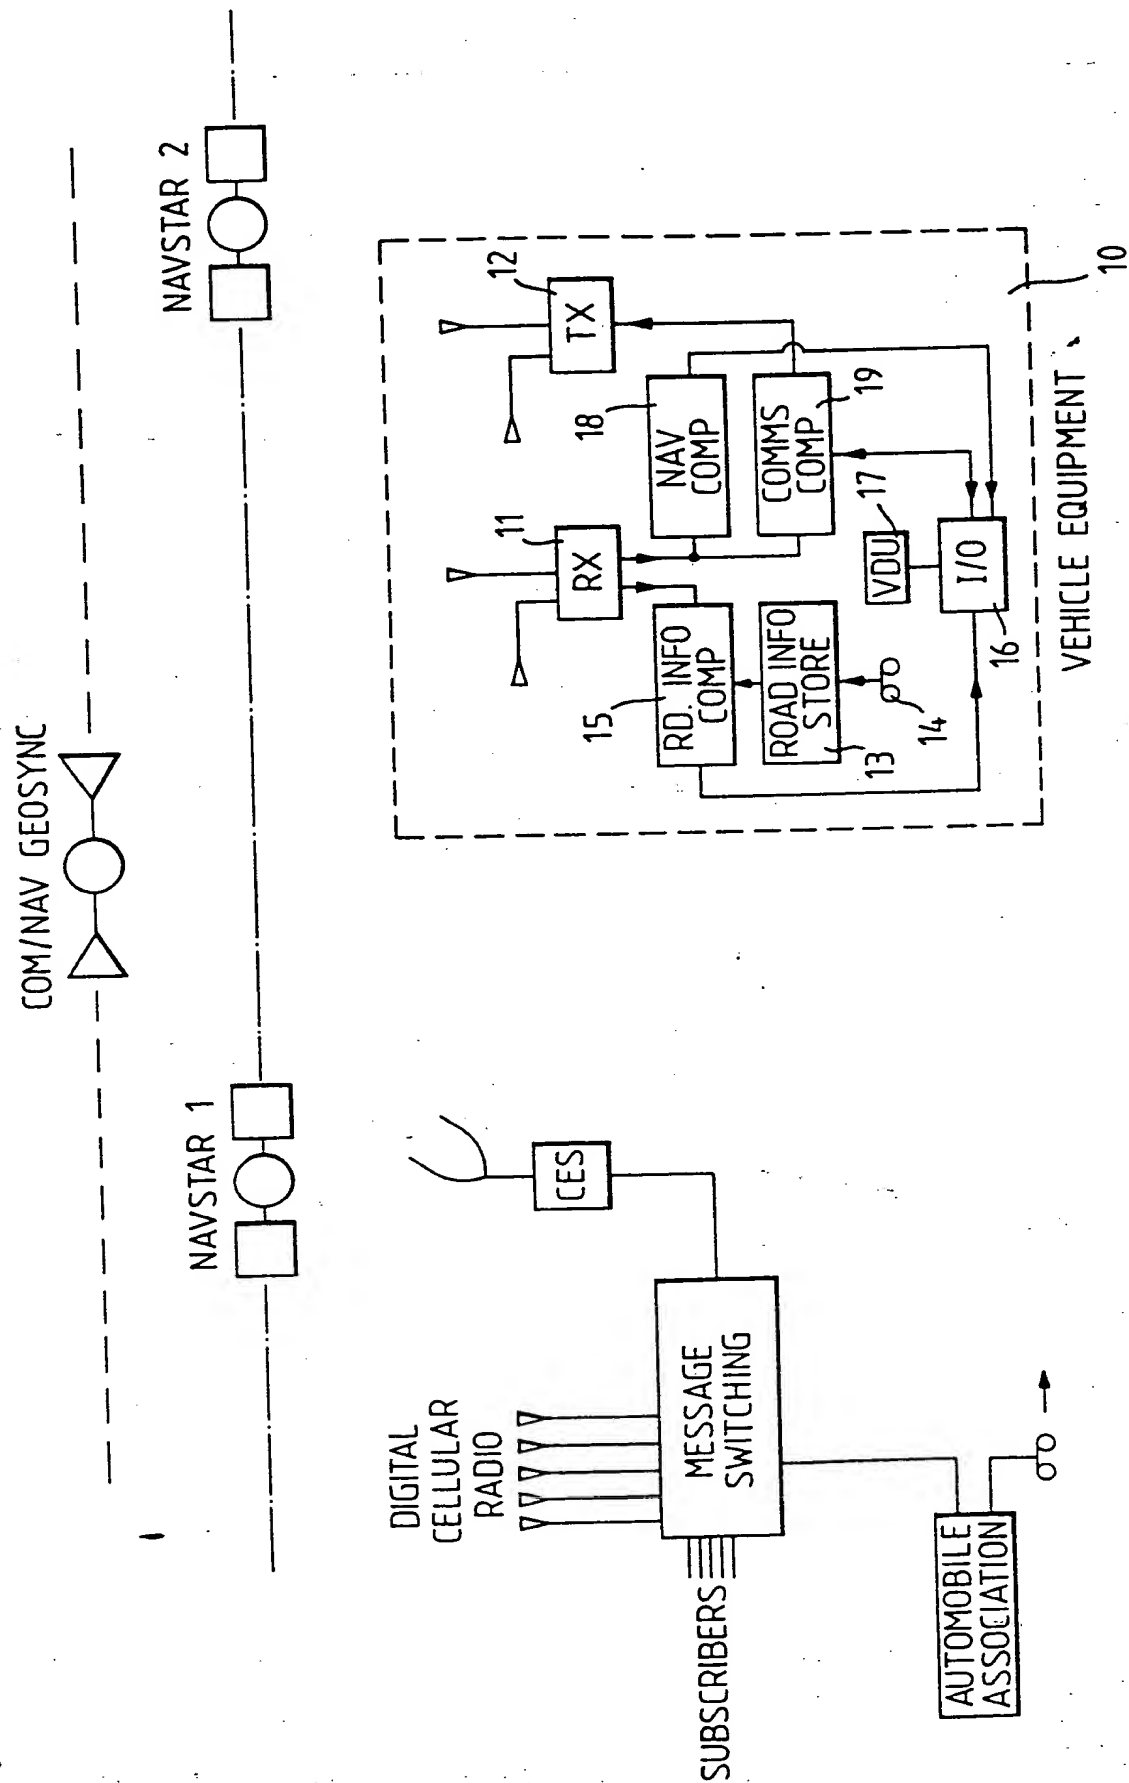 COM/NAV GEOSYNC
NAVSTAR 1
NAVSTAR 2
DIGITAL
CELLULAR
RADIO
CES
MESSAGE
SWITCHING
SUBSCRIBERS
AUTOMOBILE
ASSOCIATION
11
RX
12
TX
15
RD. INFO
COMP
18
NAV
COMP
ROAD INFO
STORE
13
14
COMMS
COMP
19
VDU
17
I/O
16
10
VEHICLE EQUIPMENT